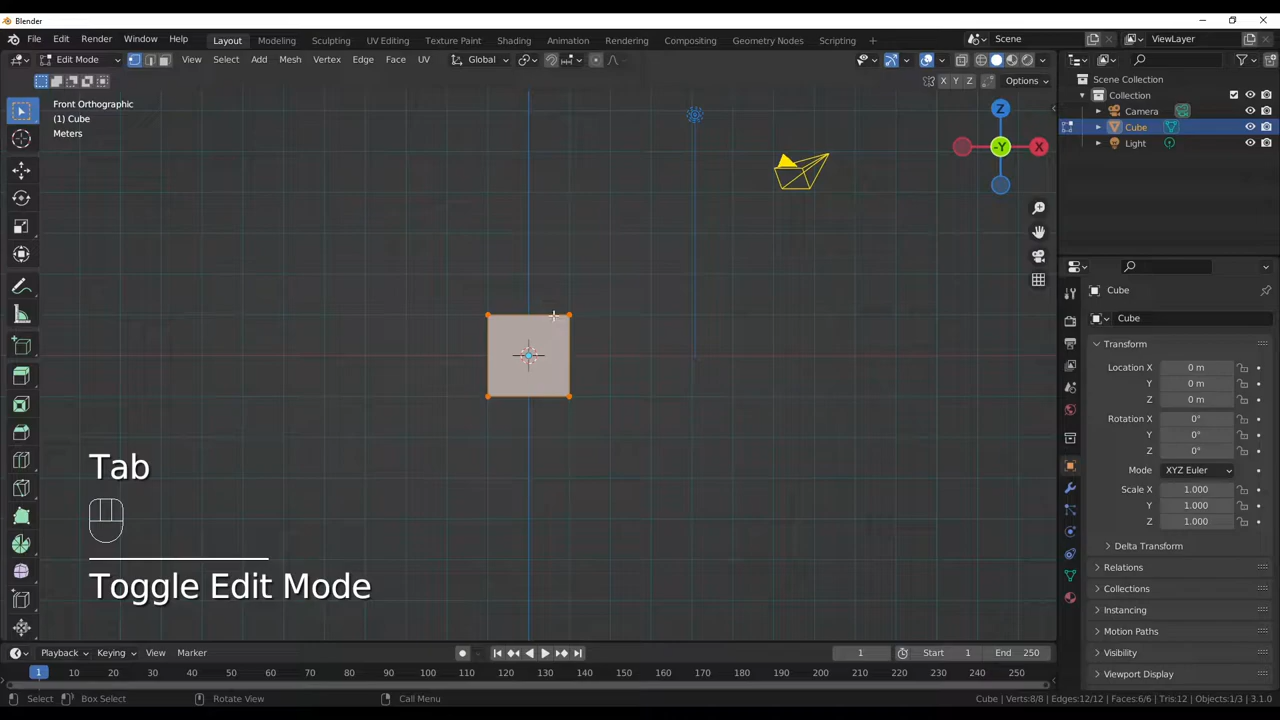 Blender
File Edit Render Window Help Layout Modeling Sculpting UV Editing Texture Paint Shading Animation Rendering Compositing Geometry Nodes Scripting + Scene ViewLayer
Edit Mode View Select Add Mesh Vertex Edge Face UV Global
X Y Z Options
Front Orthographic
(1) Cube
Meters
Z
-Y
X
Scene Collection
Collection
Camera
Cube
Light
Cube
Cube
Transform
Location X 0 m
Y 0 m
Z 0 m
Rotation X 0°
Y 0°
Z 0°
Mode XYZ Euler
Scale X 1.000
Y 1.000
Z 1.000
Delta Transform
Relations
Collections
Instancing
Motion Paths
Visibility
Viewport Display
Tab
Toggle Edit Mode
Playback Keying View Marker 1 Start 1 End 250
1 10 20 30 40 50 60 70 80 90 100 110 120 130 140 150 160 170 180 190 200 210 220 230 240 250
Select Box Select Rotate View Call Menu Cube | Verts:8/8 | Edges:12/12 | Faces:6/6 | Tris:12 | Objects:1/3 | 3.1.0